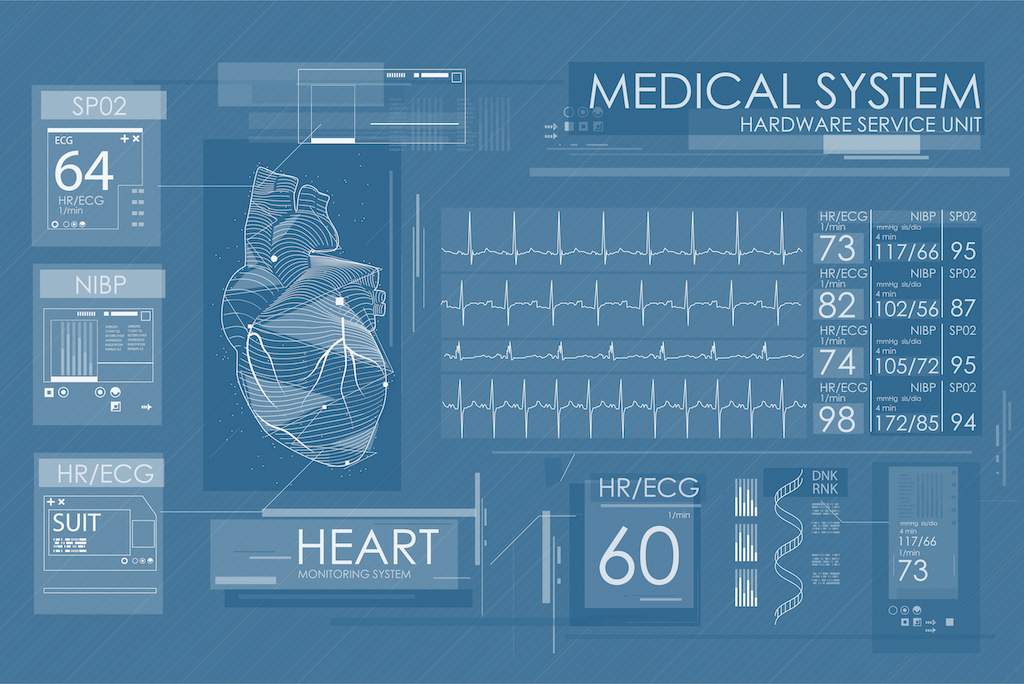 MEDICAL SYSTEM
HARDWARE SERVICE UNIT
SP02
ECG
64
HR/ECG
1/min
NIBP
HR/ECG
SUIT
HEART
MONITORING SYSTEM
HR/ECG
1/min
73
NIBP
mmHg sis/dia
4 min
117/66
SP02
95
HR/ECG
1/min
82
NIBP
mmHg sis/dia
4 min
102/56
SP02
87
HR/ECG
1/min
74
NIBP
mmHg sis/dia
4 min
105/72
SP02
95
HR/ECG
1/min
98
NIBP
mmHg sis/dia
4 min
172/85
SP02
94
HR/ECG
1/min
60
DNK
RNK
mmHg sis/dia
4 min
117/66
1/min
73